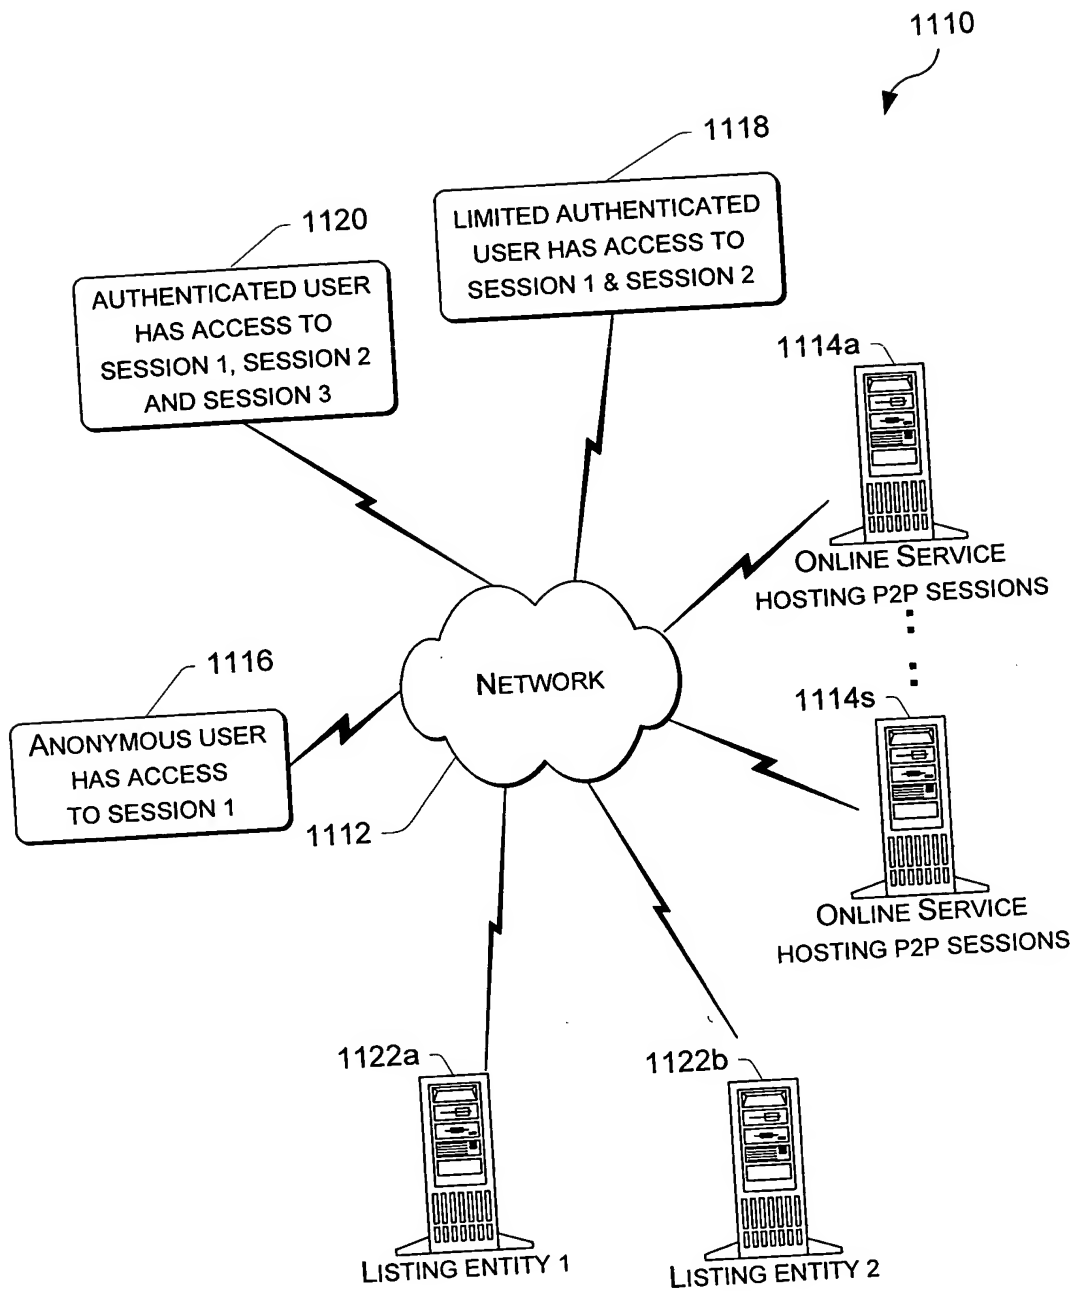 1110
1118
LIMITED AUTHENTICATED
USER HAS ACCESS TO
SESSION 1 & SESSION 2
1120
AUTHENTICATED USER
HAS ACCESS TO
SESSION 1, SESSION 2
AND SESSION 3
1114a
ONLINE SERVICE
HOSTING P2P SESSIONS
NETWORK
1116
ANONYMOUS USER
HAS ACCESS
TO SESSION 1
1112
1114s
ONLINE SERVICE
HOSTING P2P SESSIONS
1122a
LISTING ENTITY 1
1122b
LISTING ENTITY 2